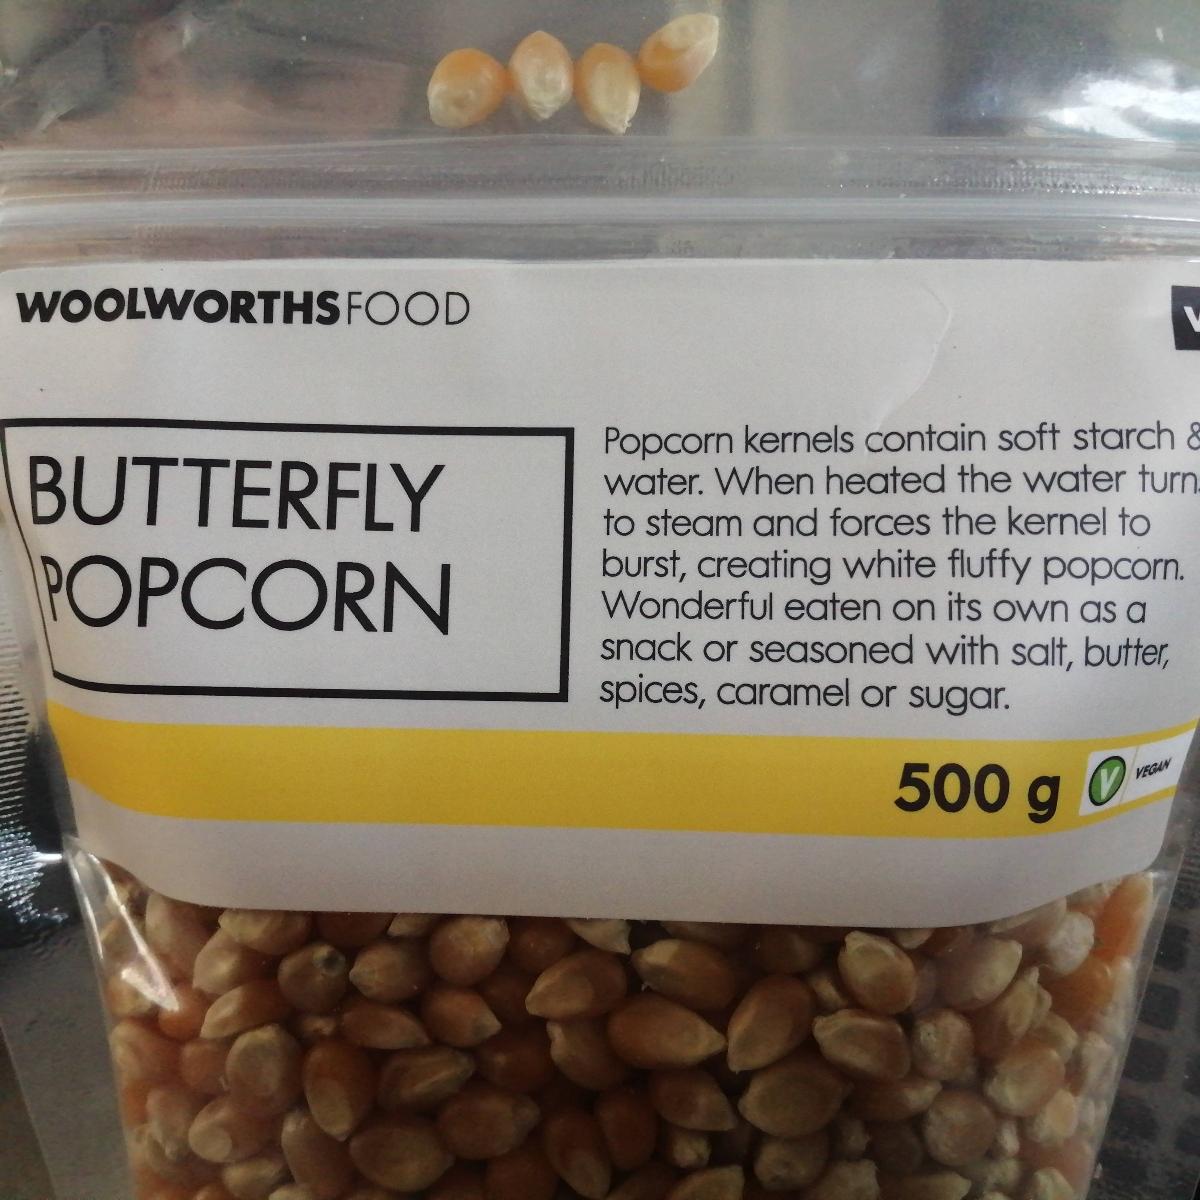 WOOLWORTHSFOOD
BUTTERFLY
POPCORN
Popcorn kernels contain soft starch &
water. When heated the water turn
to steam and forces the kernel to
burst, creating white fluffy popcorn.
Wonderful eaten on its own as a
snack or seasoned with salt, butter,
spices, caramel or sugar.
500 g
V VEGAN